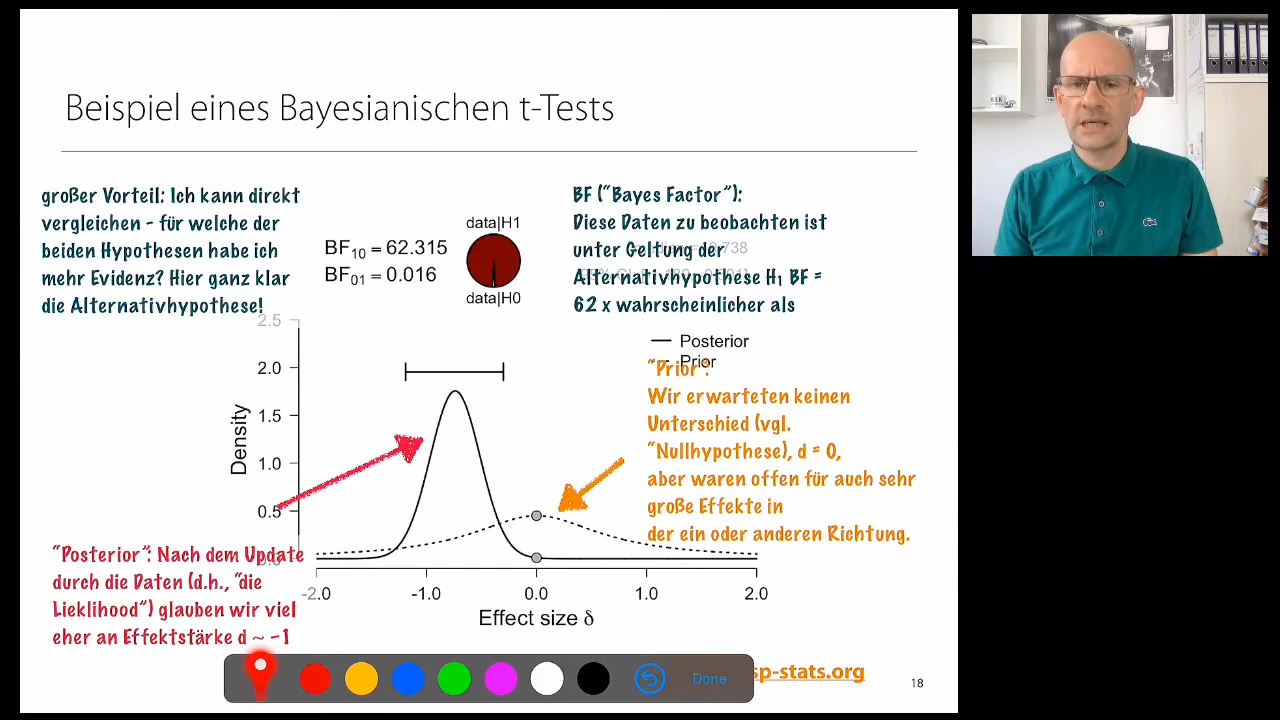 Beispiel eines Bayesianischen t-Tests
großer Vorteil: Ich kann direkt
vergleichen - für welche der
beiden Hypothesen habe ich
mehr Evidenz? Hier ganz klar
die Alternativhypothese!
data|H1
BF10 = 62.315
BF01 = 0.016
data|H0
BF ("Bayes Factor"):
Diese Daten zu beobachten ist
unter Geltung der
Alternativhypothese H1 BF =
62 x wahrscheinlicher als
Posterior
Prior
"Prior":
Wir erwarteten keinen
Unterschied (vgl.
"Nullhypothese), d = 0,
aber waren offen für auch sehr
große Effekte in
der ein oder anderen Richtung.
2.5
2.0
1.5
1.0
0.5
0.0
Density
-2.0
-1.0
0.0
1.0
2.0
Effect size δ
"Posterior": Nach dem Update
durch die Daten (d.h., "die
Lieklihood") glauben wir viel
eher an Effektstärke d ~ -1
Done
sp-stats.org
18